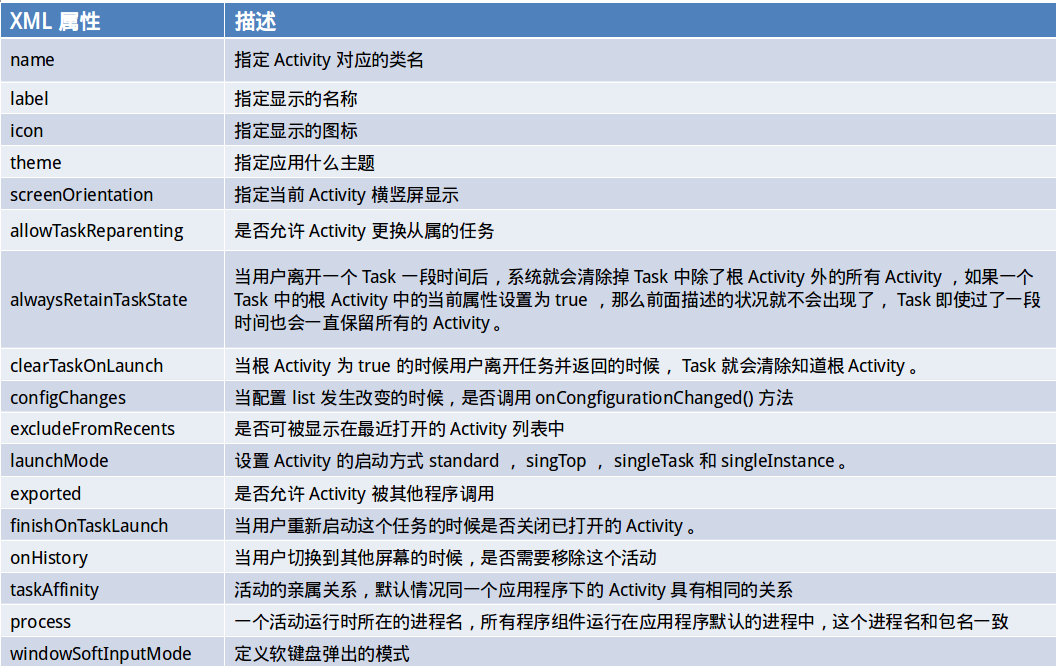 XML 属性 描述
name 指定 Activity 对应的类名
label 指定显示的名称
icon 指定显示的图标
theme 指定应用什么主题
screenOrientation 指定当前 Activity 横竖屏显示
allowTaskReparenting 是否允许 Activity 更换从属的任务
alwaysRetainTaskState 当用户离开一个 Task 一段时间后，系统就会清除掉 Task 中除了根 Activity 外的所有 Activity ，如果一个
Task 中的根 Activity 中的当前属性设置为 true ，那么前面描述的状况就不会出现了， Task 即使过了一段
时间也会一直保留所有的 Activity。
clearTaskOnLaunch 当根 Activity 为 true 的时候用户离开任务并返回的时候， Task 就会清除知道根 Activity 。
configChanges 当配置 list 发生改变的时候，是否调用 onCongfigurationChanged() 方法
excludeFromRecents 是否可被显示在最近打开的 Activity 列表中
launchMode 设置 Activity 的启动方式 standard ， singTop ， singleTask 和 singleInstance 。
exported 是否允许 Activity 被其他程序调用
finishOnTaskLaunch 当用户重新启动这个任务的时候是否关闭已打开的 Activity 。
onHistory 当用户切换到其他屏幕的时候，是否需要移除这个活动
taskAffinity 活动的亲属关系，默认情况同一个应用程序下的 Activity 具有相同的关系
process 一个活动运行时所在的进程名，所有程序组件运行在应用程序默认的进程中，这个进程名和包名一致
windowSoftInputMode 定义软键盘弹出的模式